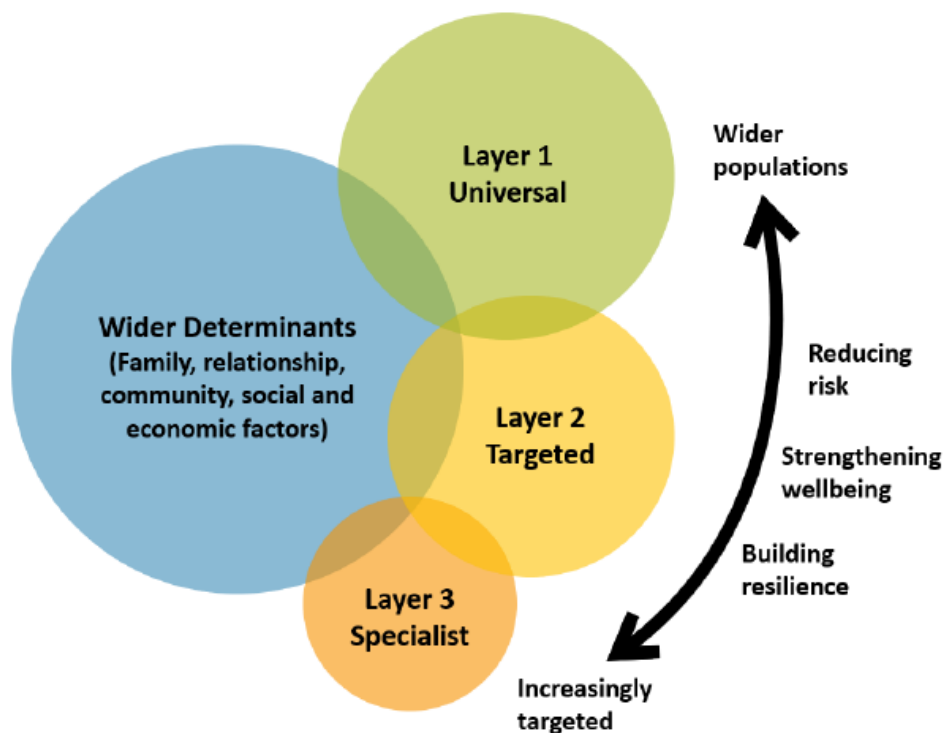 Layer 1
Universal
Wider
populations
Wider Determinants
(Family, relationship,
community, social and
economic factors)
Reducing
risk
Layer 2
Targeted
Strengthening
wellbeing
Building
resilience
Layer 3
Specialist
Increasingly
targeted